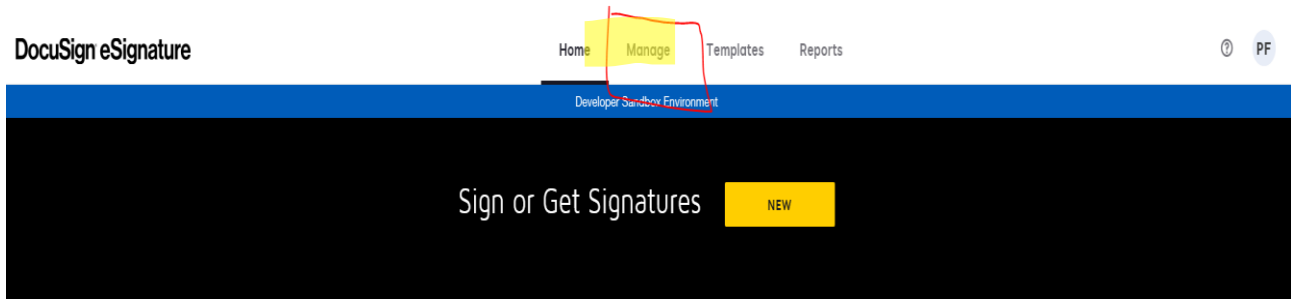 DocuSign eSignature Home Manage Templates Reports ? PF
Developer Sandbox Environment
Sign or Get Signatures NEW